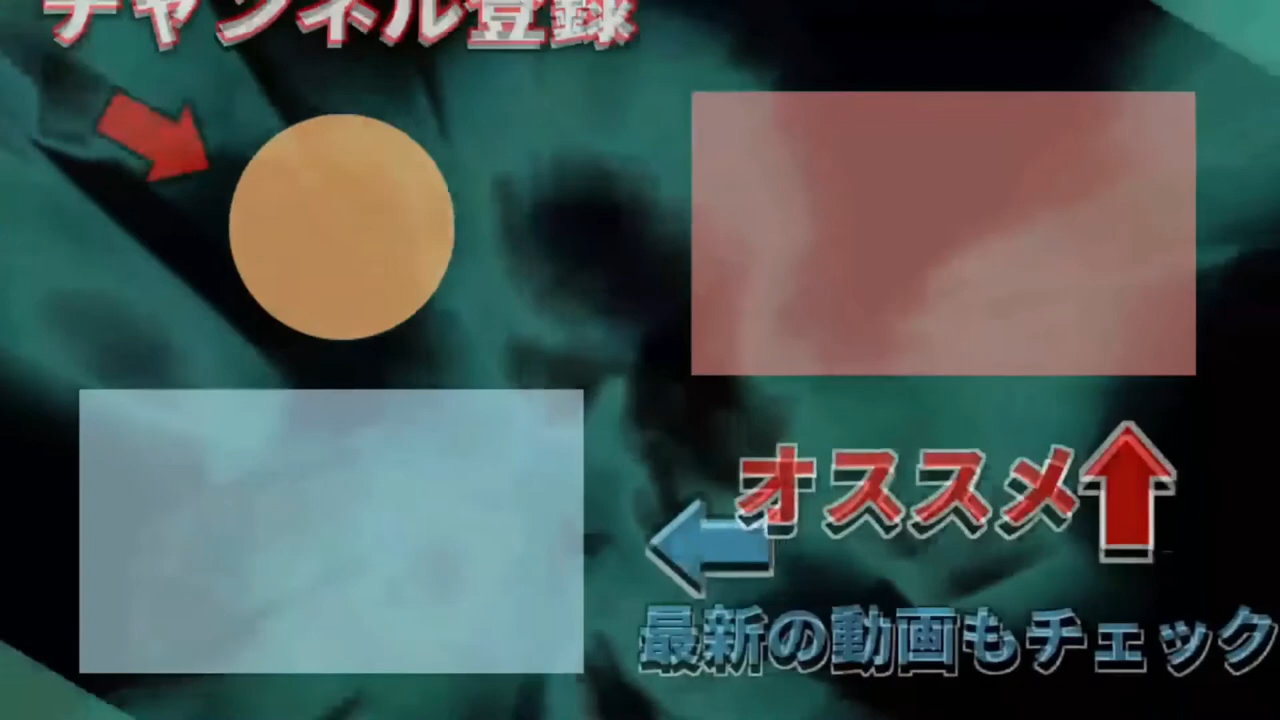 チャンネル登録
オススメ
最新の動画もチェック